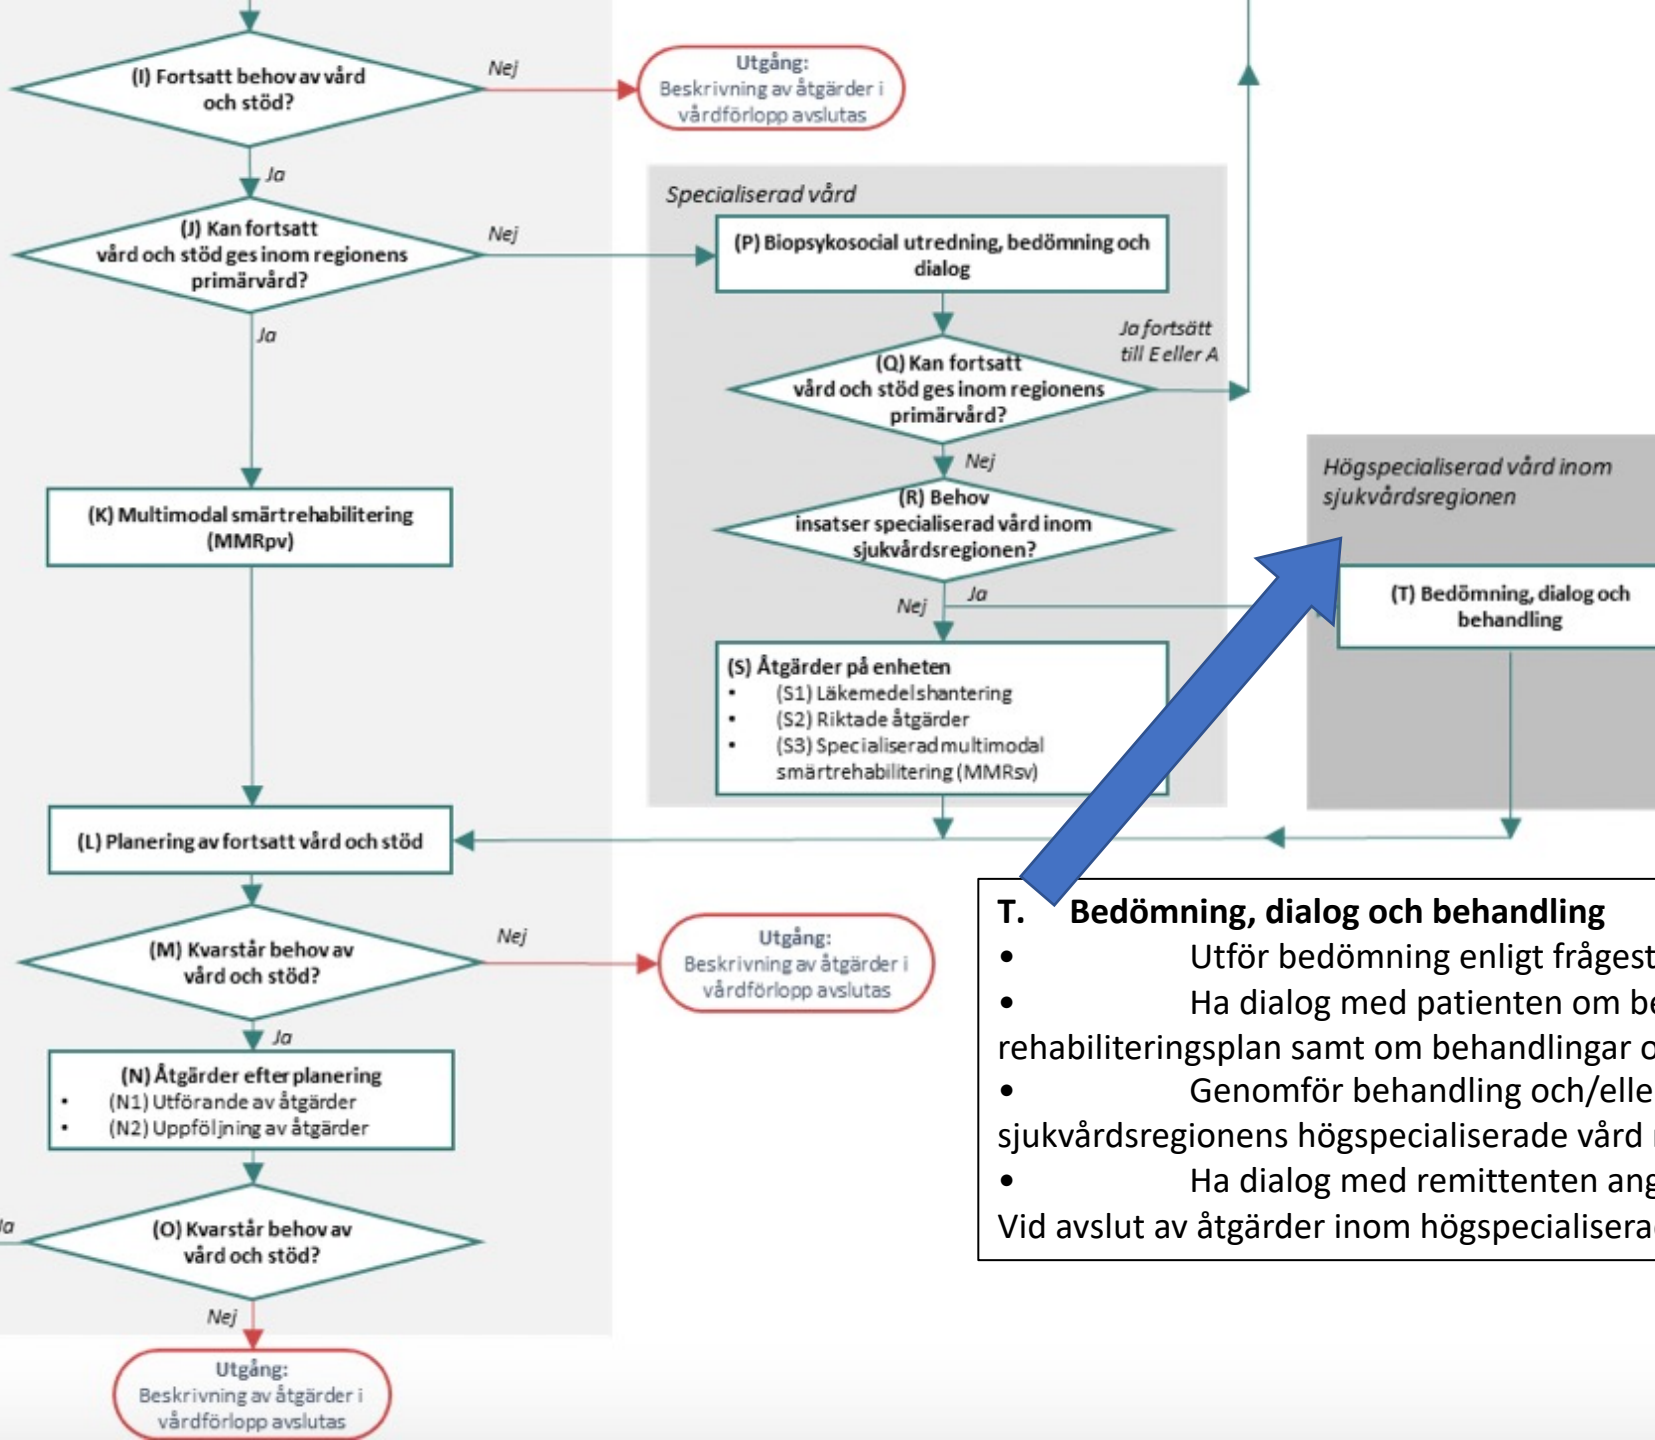 (I) Fortsatt behov av vård
och stöd?
Nej
Utgång:
Beskrivning av åtgärder i
vårdförlopp avslutas
Ja
(J) Kan fortsatt
vård och stöd ges inom regionens
primärvård?
Nej
Ja
Specialiserad vård
(P) Biopsykosocial utredning, bedömning och
dialog
(Q) Kan fortsatt
vård och stöd ges inom regionens
primärvård?
Ja fortsätt
till E eller A
Nej
(R) Behov
insatser specialiserad vård inom
sjukvårdsregionen?
Nej
Ja
Högspecialiserad vård inom
sjukvårdsregionen
(T) Bedömning, dialog och
behandling
(S) Åtgärder på enheten
• (S1) Läkemedelshantering
• (S2) Riktade åtgärder
• (S3) Specialiserad multimodal
smärtrehabilitering (MMRsv)
(K) Multimodal smärtrehabilitering
(MMRpv)
(L) Planering av fortsatt vård och stöd
(M) Kvarstår behov av
vård och stöd?
Nej
Utgång:
Beskrivning av åtgärder i
vårdförlopp avslutas
Ja
(N) Åtgärder efter planering
• (N1) Utförande av åtgärder
• (N2) Uppföljning av åtgärder
(O) Kvarstår behov av
vård och stöd?
Nej
Utgång:
Beskrivning av åtgärder i
vårdförlopp avslutas
T. Bedömning, dialog och behandling
• Utför bedömning enligt
• Ha dialog med patienten om
rehabiliteringsplan samt om behandlingar
• Genomför behandling
sjukvårdsregionens högspecialiserade vård
• Ha dialog med remittenten
Vid avslut av åtgärder inom